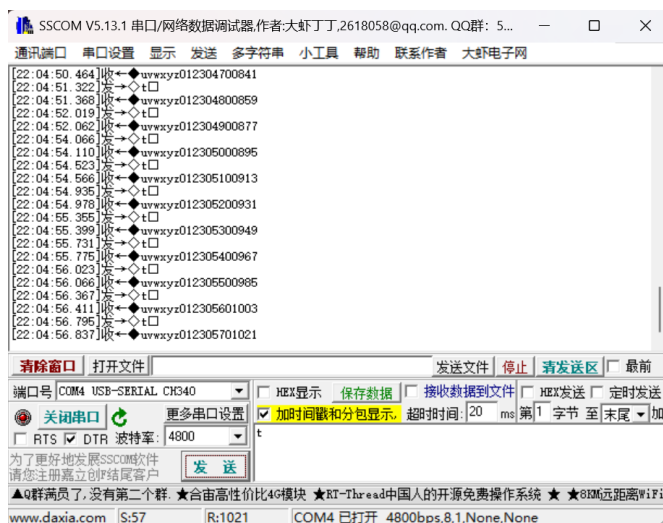 SSCOM V5.13.1 串口/网络数据调试器,作者:大虾丁丁,2618058@qq.com. QQ群: 5...
通讯端口 串口设置 显示 发送 多字符串 小工具 帮助 联系作者 大虾电子网
[22:04:50.464]收←◆uvwxyz012304700841
[22:04:51.322]发→◇t□
[22:04:51.368]收←◆uvwxyz012304800859
[22:04:52.019]发→◇t□
[22:04:52.062]收←◆uvwxyz012304900877
[22:04:54.066]发→◇t□
[22:04:54.110]收←◆uvwxyz012305000895
[22:04:54.523]发→◇t□
[22:04:54.566]收←◆uvwxyz012305100913
[22:04:54.935]发→◇t□
[22:04:54.978]收←◆uvwxyz012305200931
[22:04:55.355]发→◇t□
[22:04:55.399]收←◆uvwxyz012305300949
[22:04:55.731]发→◇t□
[22:04:55.775]收←◆uvwxyz012305400967
[22:04:56.023]发→◇t□
[22:04:56.066]收←◆uvwxyz012305500985
[22:04:56.367]发→◇t□
[22:04:56.411]收←◆uvwxyz012305601003
[22:04:56.795]发→◇t□
[22:04:56.837]收←◆uvwxyz012305701021
清除窗口 打开文件 发送文件 停止 清发送区 最前
端口号 COM4 USB-SERIAL CH340 HEX显示 保存数据 接收数据到文件 HEX发送 定时发送
关闭串口 更多串口设置 加时间戳和分包显示, 超时时间: 20 ms 第1 字节 至 末尾 加
RTS DTR 波特率: 4800 t
为了更好地发展SSCOM软件
请您注册嘉立创F结尾客户
发 送
▲Q群满员了,没有第二个群. ★合宙高性价比4G模块 ★RT-Thread中国人的开源免费操作系统 ★ ★8KM远距离WiFi
www.daxia.com S:57 R:1021 COM4 已打开 4800bps,8,1,None,None